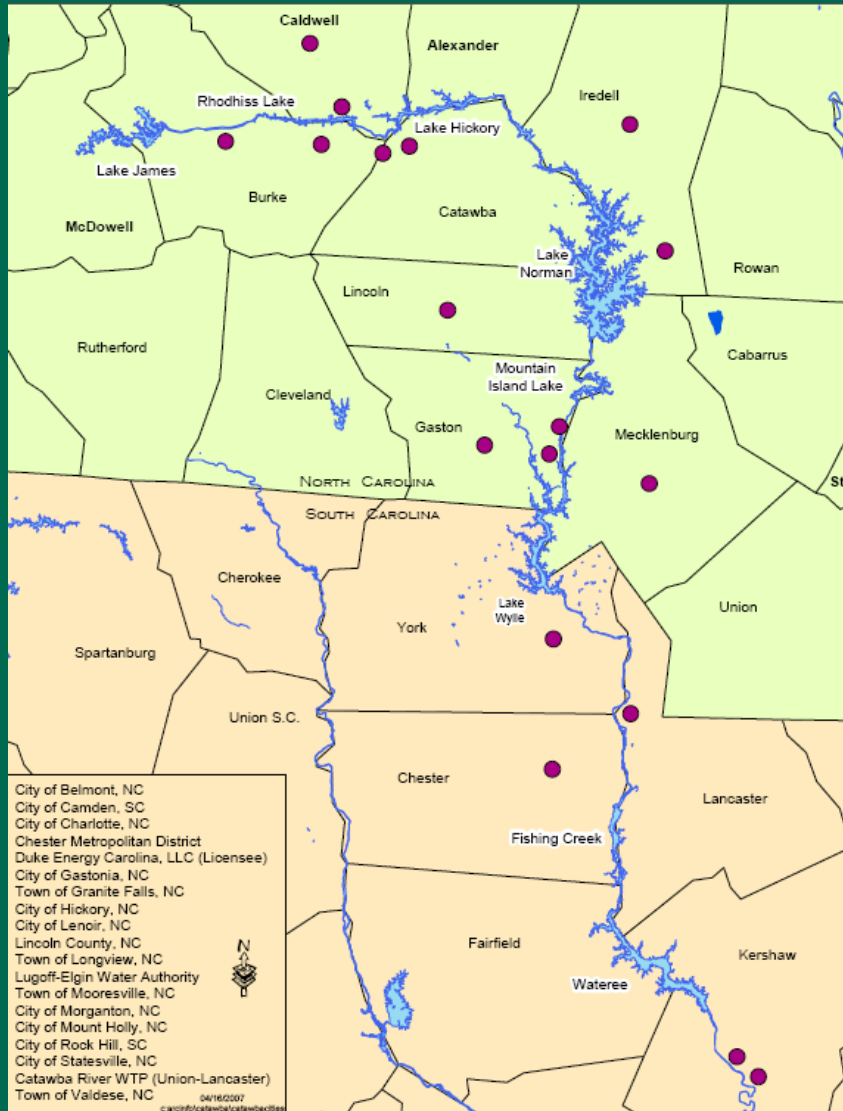 Caldwell
Alexander
Rhodhiss Lake
Iredell
Lake Hickory
Lake James
Burke
Catawba
McDowell
Lake
Norman
Rowan
Lincoln
Rutherford
Mountain
Island Lake
Cabarrus
Cleveland
Gaston
Mecklenburg
NORTH CAROLINA
St
SOUTH CAROLINA
Cherokee
Lake
Wylie
Union
York
Spartanburg
Union S.C.
Chester
Lancaster
Fishing Creek
Fairfield
Kershaw
Wateree
City of Belmont, NC
City of Camden, SC
City of Charlotte, NC
Chester Metropolitan District
Duke Energy Carolina, LLC (Licensee)
City of Gastonia, NC
Town of Granite Falls, NC
City of Hickory, NC
City of Lenoir, NC
Lincoln County, NC
Town of Longview, NC
Lugoff-Elgin Water Authority
Town of Mooresville, NC
City of Morganton, NC
City of Mount Holly, NC
City of Rock Hill, SC
City of Statesville, NC
Catawba River WTP (Union-Lancaster)
Town of Valdese, NC
N
04/16/2007